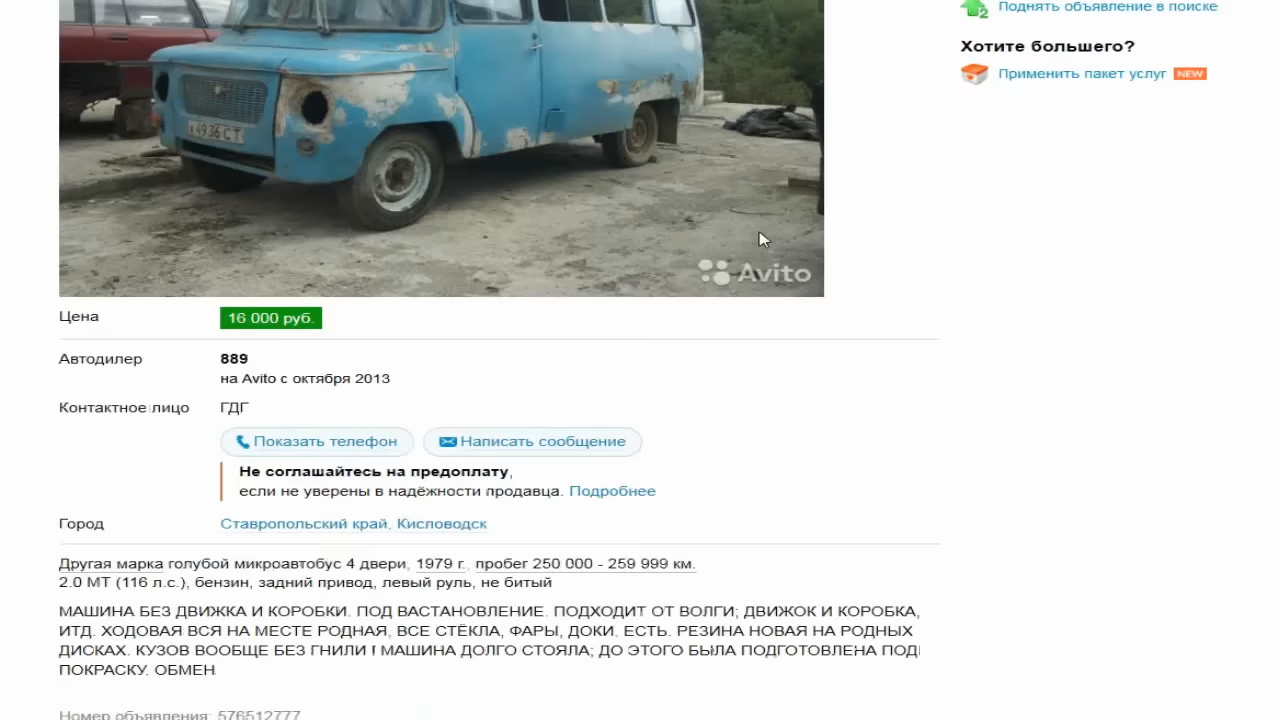 Поднять объявление в поиске
Хотите большего?
Применить пакет услуг NEW
4936 СТ
Avito
Цена 16 000 руб.
Автодилер 889
на Avito с октября 2013
Контактное лицо ГДГ
Показать телефон Написать сообщение
Не соглашайтесь на предоплату,
если не уверены в надёжности продавца. Подробнее
Город Ставропольский край, Кисловодск
Другая марка голубой микроавтобус 4 двери, 1979 г., пробег 250 000 - 259 999 км.
2.0 МТ (116 л.с.), бензин, задний привод, левый руль, не битый
МАШИНА БЕЗ ДВИЖКА И КОРОБКИ. ПОД ВАСТАНОВЛЕНИЕ. ПОДХОДИТ ОТ ВОЛГИ; ДВИЖОК И КОРОБКА,
ИТД. ХОДОВАЯ ВСЯ НА МЕСТЕ РОДНАЯ, ВСЕ СТЁКЛА, ФАРЫ, ДОКИ, ЕСТЬ. РЕЗИНА НОВАЯ НА РОДНЫХ
ДИСКАХ. КУЗОВ ВООБЩЕ БЕЗ ГНИЛИ ! МАШИНА ДОЛГО СТОЯЛА; ДО ЭТОГО БЫЛА ПОДГОТОВЛЕНА ПОД
ПОКРАСКУ. ОБМЕН
Номер объявления: 576512777